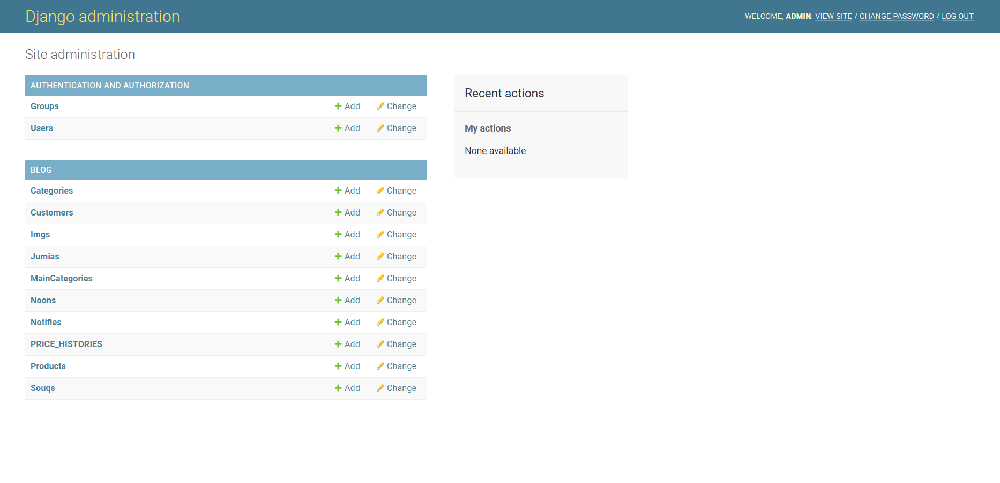 Django administration
WELCOME, ADMIN. VIEW SITE / CHANGE PASSWORD / LOG OUT
Site administration
AUTHENTICATION AND AUTHORIZATION
Groups Add Change
Users Add Change
BLOG
Categories Add Change
Customers Add Change
Imgs Add Change
Jumias Add Change
MainCategories Add Change
Noons Add Change
Notifies Add Change
PRICE_HISTORIES Add Change
Products Add Change
Souqs Add Change
Recent actions
My actions
None available